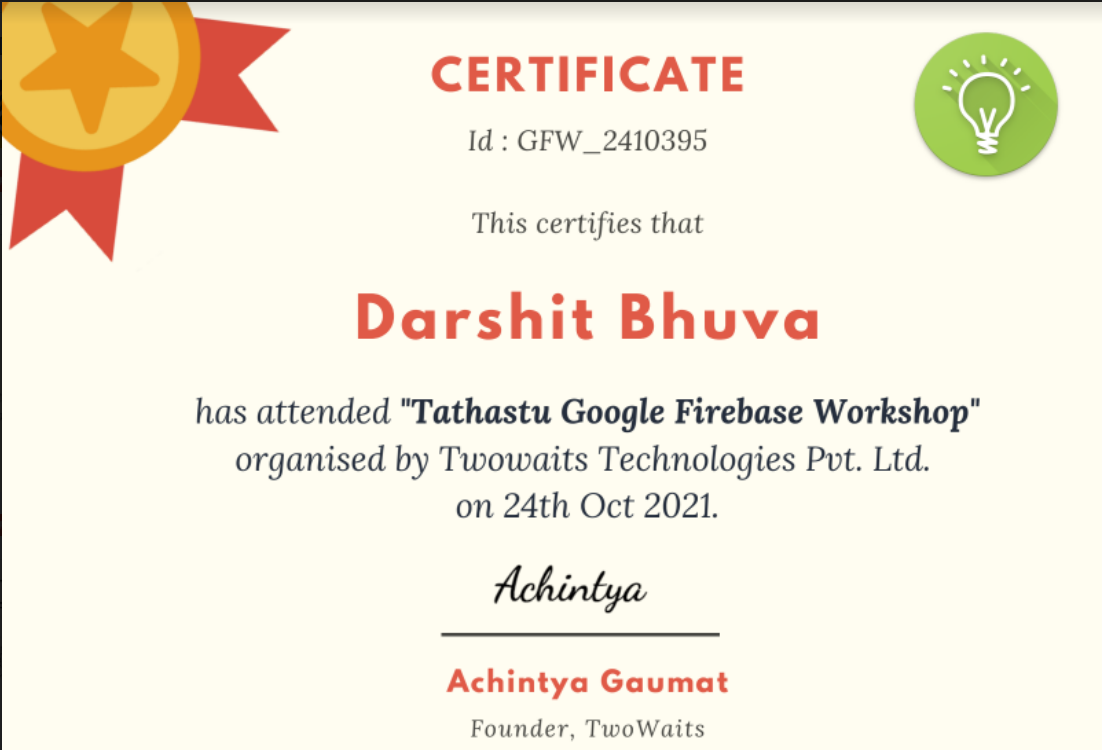 CERTIFICATE
Id : GFW_2410395
This certifies that
Darshit Bhuva
has attended "Tathastu Google Firebase Workshop"
organised by Twowaits Technologies Pvt. Ltd.
on 24th Oct 2021.
Achintya
Achintya Gaumat
Founder, TwoWaits